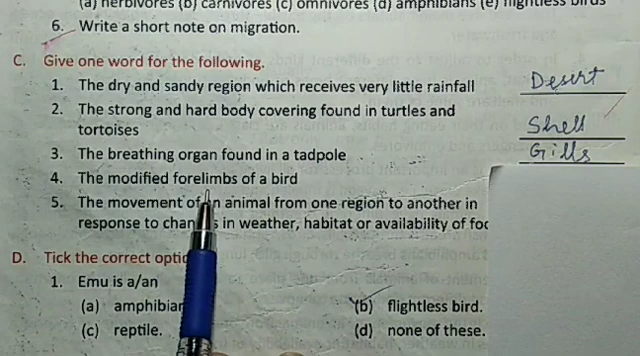 (a) herbivores (b) carnivores (c) omnivores (d) amphibians (e) flightless birds
6. Write a short note on migration.
C. Give one word for the following.
1. The dry and sandy region which receives very little rainfall Desert
2. The strong and hard body covering found in turtles and
tortoises Shell
3. The breathing organ found in a tadpole Gills
4. The modified forelimbs of a bird
5. The movement of an animal from one region to another in
response to in weather, habitat or availability of
D. Tick the correct
1. Emu is a/an
(a) amphibian
(b) flightless bird.
(c) reptile.
(d) none of these.